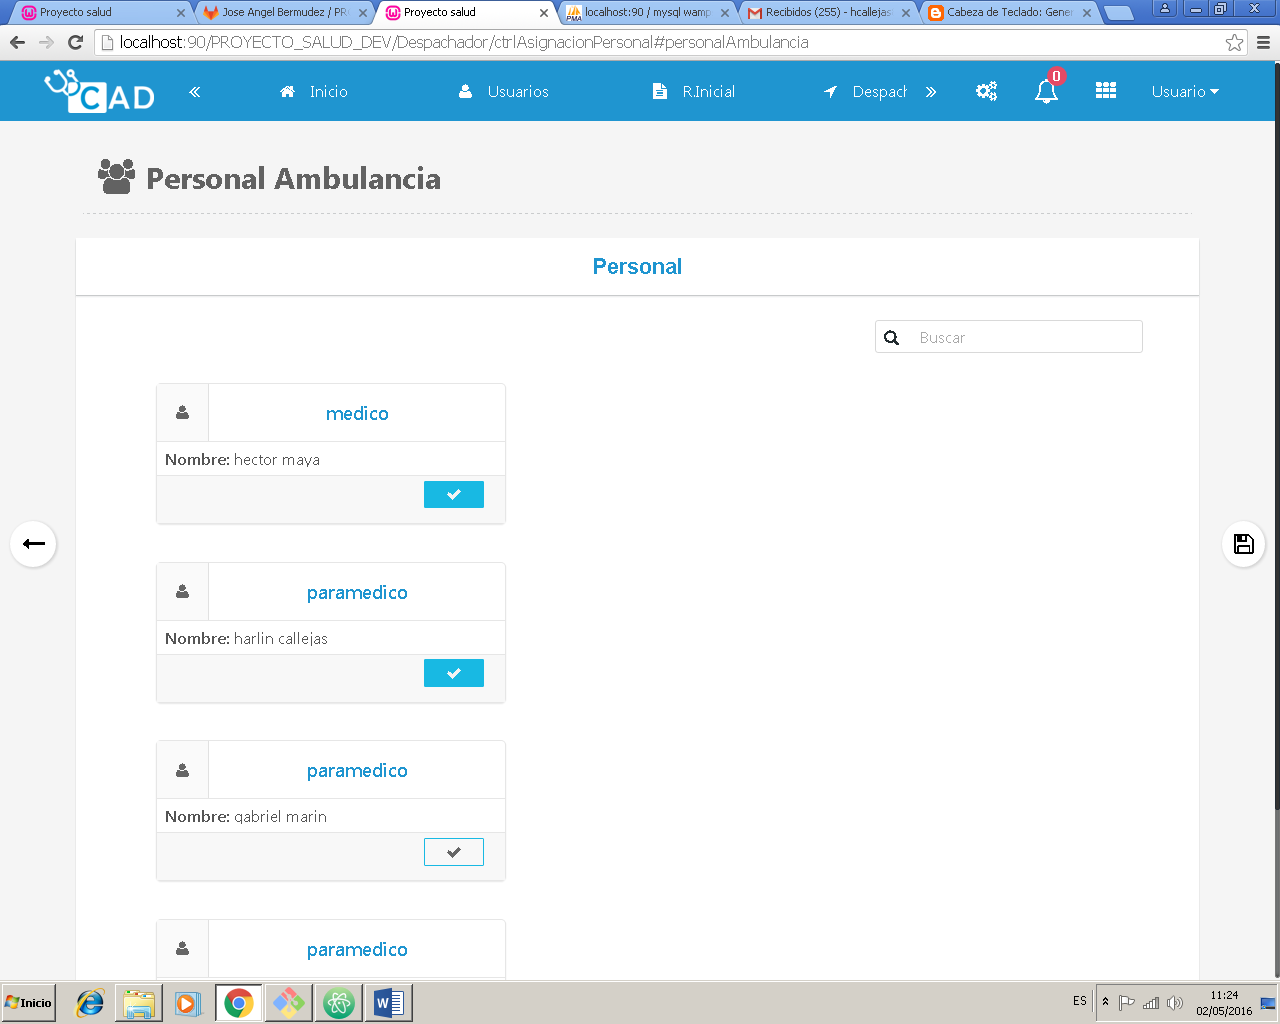 Proyecto salud
Jose Angel Bermudez / PR
Proyecto salud
localhost:90 / mysql wamp
Recibidos (255) - hcallejas
Cabeza de Teclado: Gener
localhost:90/PROYECTO_SALUD_DEV/Despachador/ctrlAsignacionPersonal#personalAmbulancia
CAD
Inicio
Usuarios
R.Inicial
Despach
0
Usuario
Personal Ambulancia
Personal
Buscar
medico
Nombre: hector maya
paramedico
Nombre: harlin callejas
paramedico
Nombre: gabriel marin
paramedico
Inicio
ES
11:24
02/05/2016